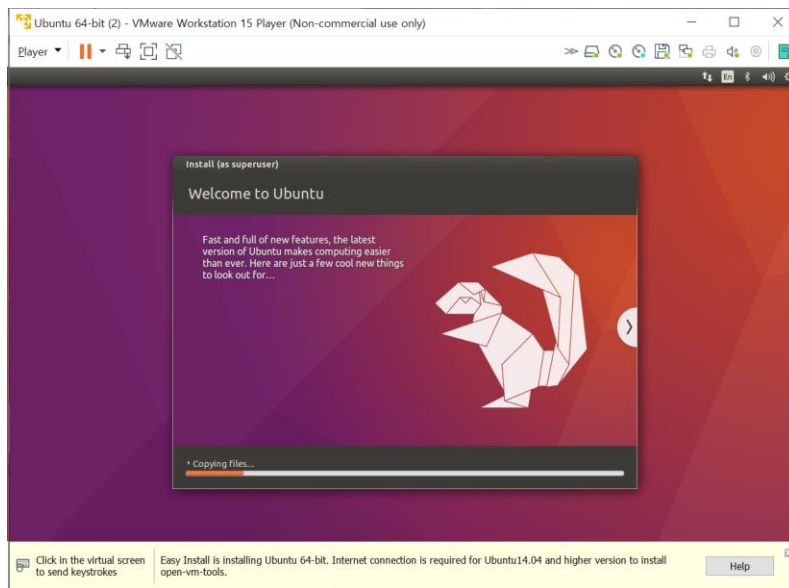 Ubuntu 64-bit (2) - VMware Workstation 15 Player (Non-commercial use only)
Player
En
Install (as superuser)
Welcome to Ubuntu
Fast and full of new features, the latest
version of Ubuntu makes computing easier
than ever. Here are just a few cool new things
to look out for...
Copying files...
Click in the virtual screen
to send keystrokes
Easy Install is installing Ubuntu 64-bit. Internet connection is required for Ubuntu14.04 and higher version to install
open-vm-tools.
Help